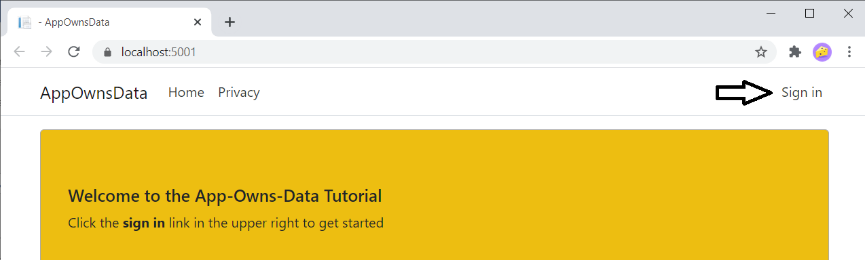 - AppOwnsData
localhost:5001
AppOwnsData Home Privacy Sign in
Welcome to the App-Owns-Data Tutorial
Click the sign in link in the upper right to get started